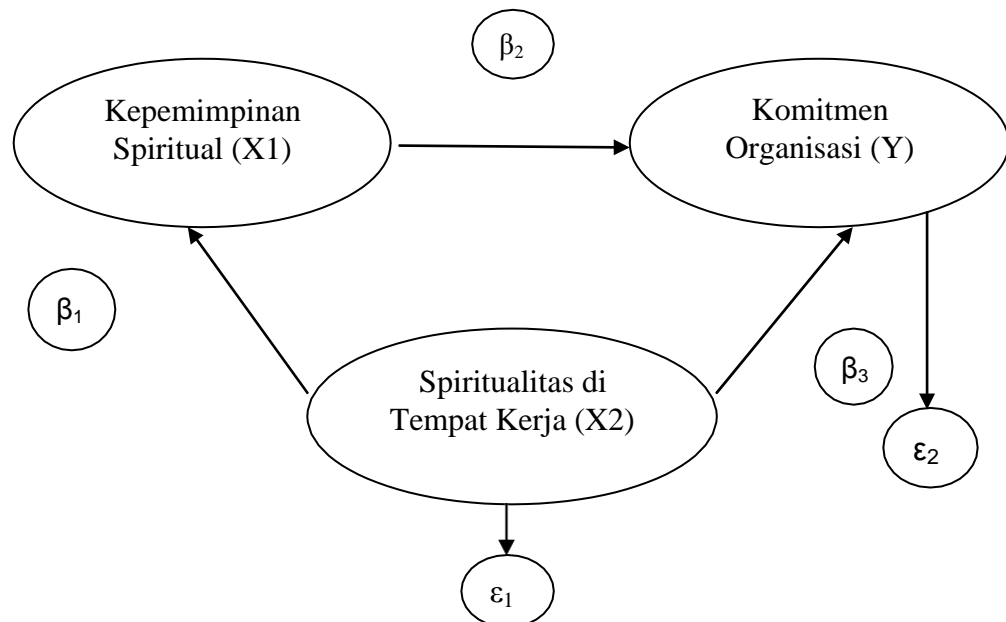 β₂
Kepemimpinan
Spiritual (X1)
Komitmen
Organisasi (Y)
β₁
Spiritualitas di
Tempat Kerja (X2)
β₃
ε₂
ε₁